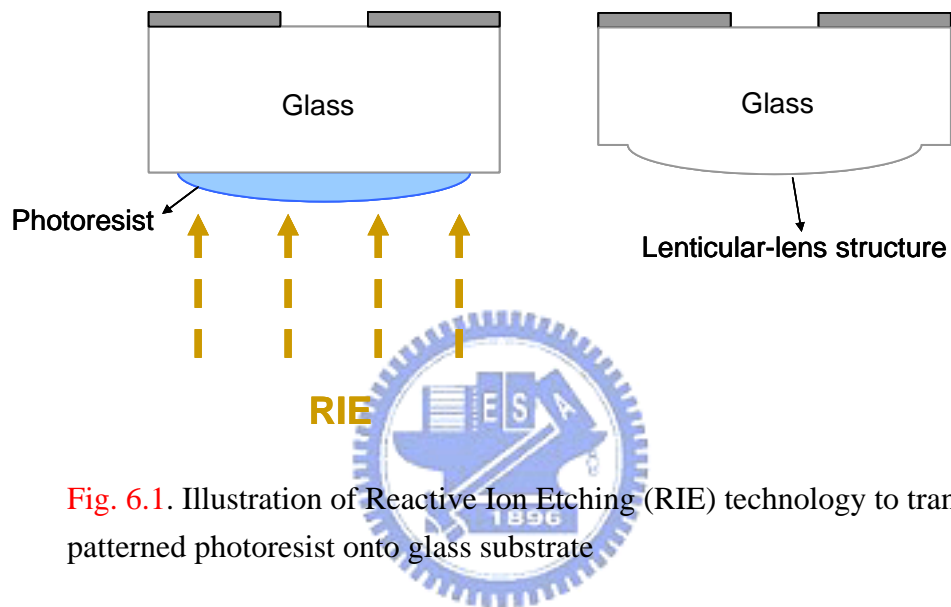 Glass
Glass
Photoresist
Lenticular-lens structure
RIE
E S A
1896
Fig. 6.1. Illustration of Reactive Ion Etching (RIE) technology to tran
patterned photoresist onto glass substrate